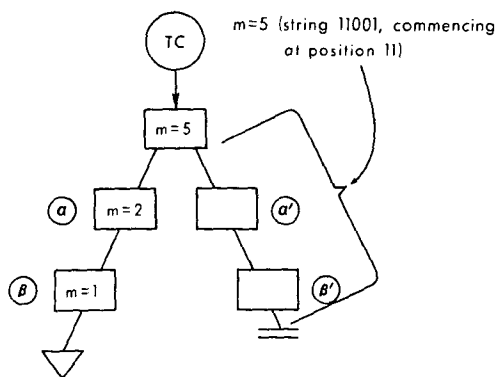 TC
m=5 (string 11001, commencing
at position 11)
m=5
α
m=2
α'
β
m=1
β'